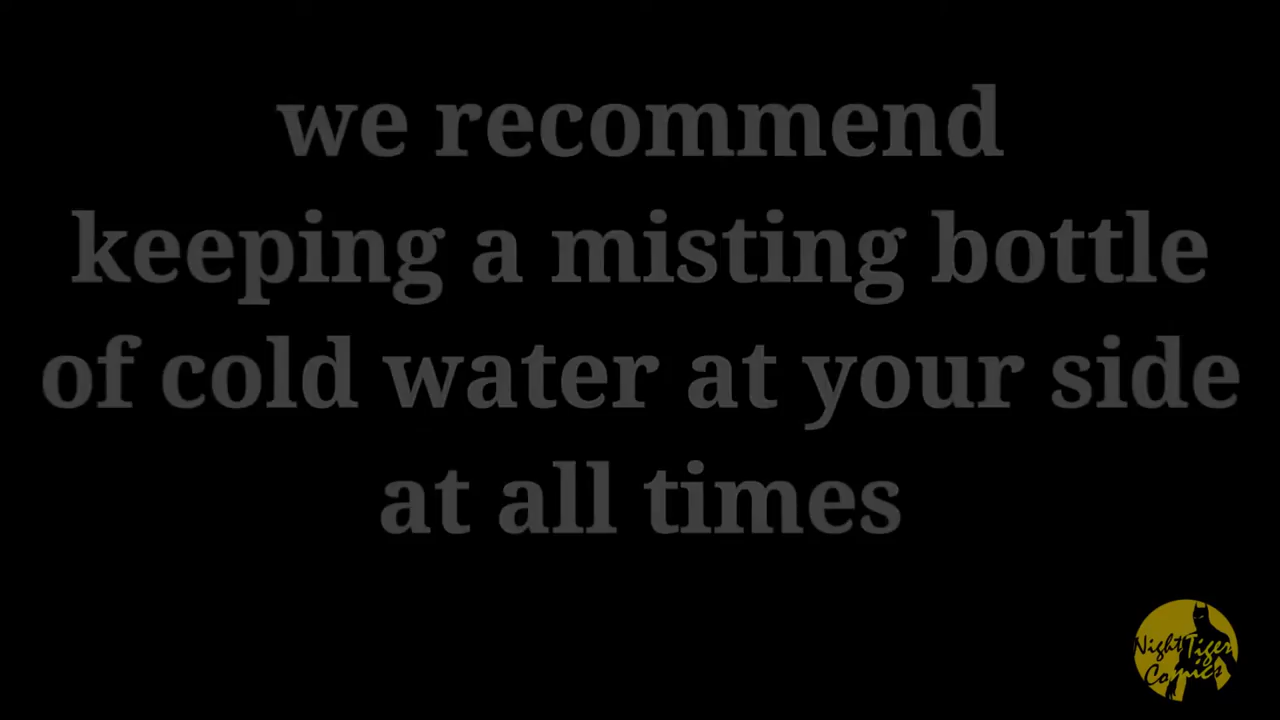 we recommend
keeping a misting bottle
of cold water at your side
at all times
Night Tiger
Comics